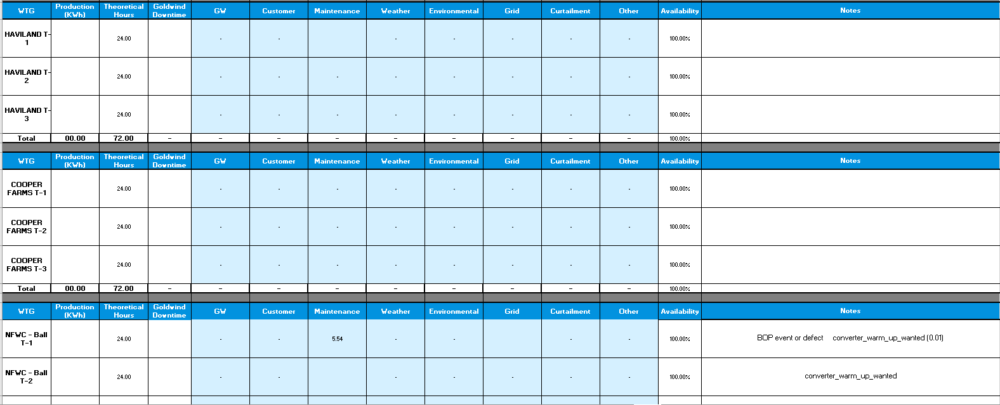 WTG Production (KWh) Theoretical Hours Goldwind Downtime GW Customer Maintenance Weather Environmental Grid Curtailment Other Availability Notes
HAVILAND T-1 24.00 - - - - - - - 100.00%
HAVILAND T-2 24.00 - - - - - - - - 100.00%
HAVILAND T-3 24.00 - - - - - - - - 100.00%
Total 00.00 72.00 - - - - - - - - - 100.00%
WTG Production (KWh) Theoretical Hours Goldwind Downtime GW Customer Maintenance Weather Environmental Grid Curtailment Other Availability Notes
COOPER FARMS T-1 24.00 - - - - - - - - 100.00%
COOPER FARMS T-2 24.00 - - - - - - - - 100.00%
COOPER FARMS T-3 24.00 - - - - - - - - 100.00%
Total 00.00 72.00 - - - - - - - - - 100.00%
WTG Production (KWh) Theoretical Hours Goldwind Downtime GW Customer Maintenance Weather Environmental Grid Curtailment Other Availability Notes
NFWC - Ball T-1 24.00 - - 5.54 - - - - - 100.00% BOP event or defect converter_warm_up_wanted (0.01)
NFWC - Ball T-2 24.00 - - - - - - - 100.00% converter_warm_up_wanted